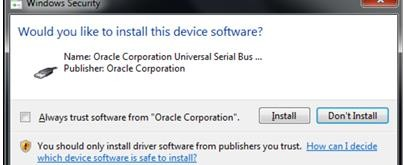 Windows Security
Would you like to install this device software?
Name: Oracle Corporation Universal Serial Bus ...
Publisher: Oracle Corporation
Always trust software from "Oracle Corporation".
Install
Don't Install
You should only install driver software from publishers you trust. How can I decide
which device software is safe to install?